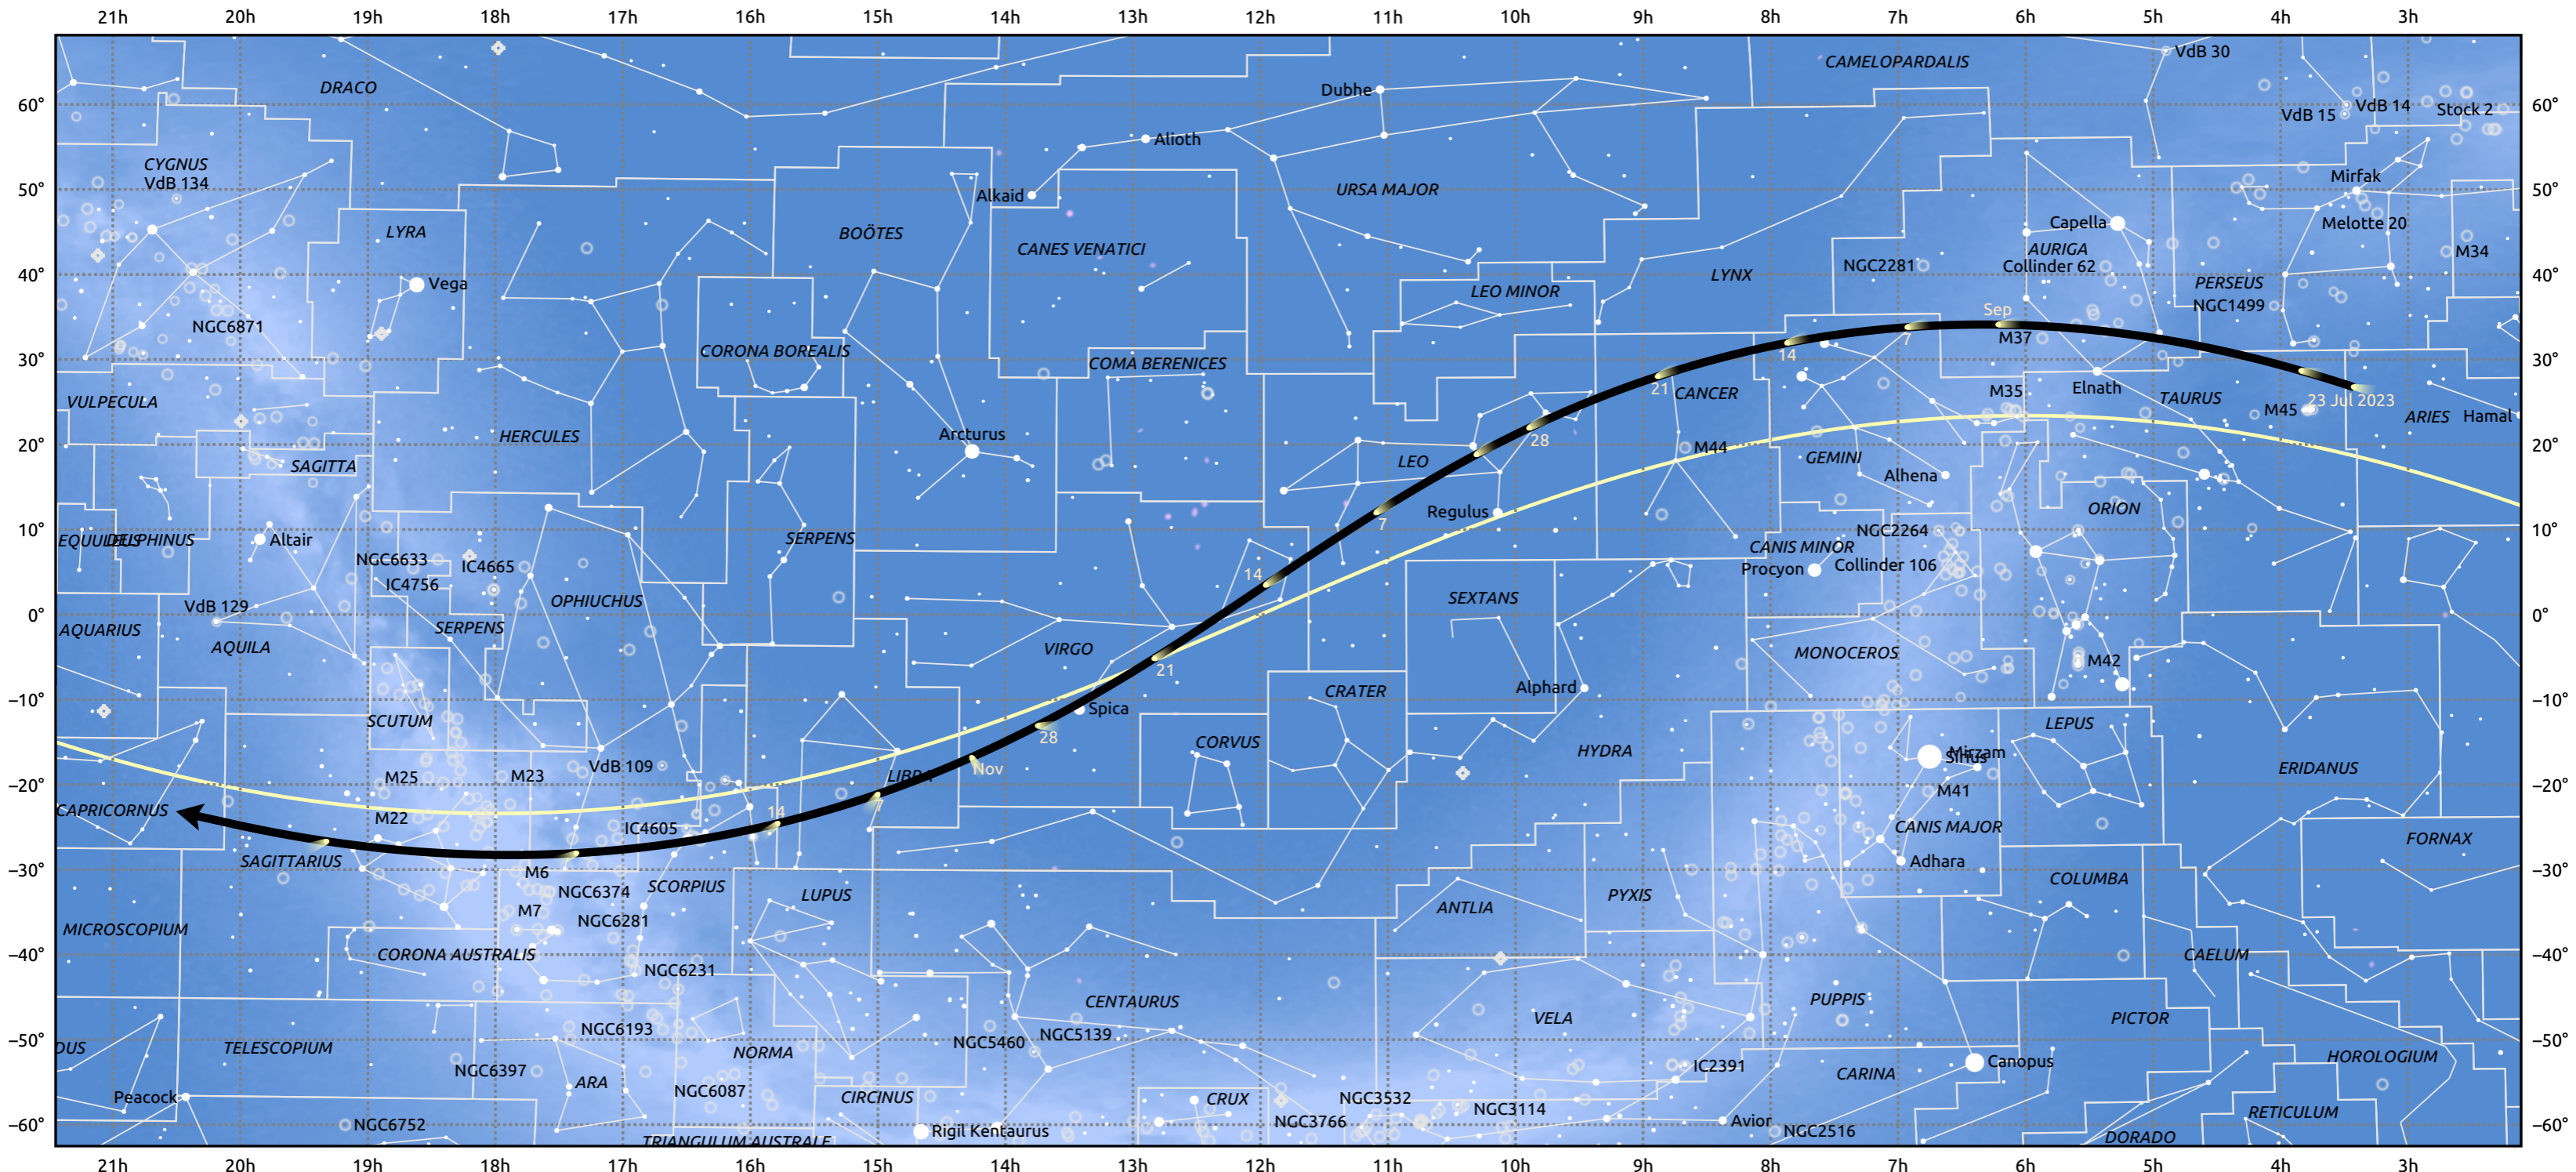 21h 20h 19h 18h 17h 16h 15h 14h 13h 12h 11h 10h 9h 8h 7h 6h 5h 4h 3h
VdB 30
CAMELOPARDALIS
DRACO
Dubhe
60° 60°
VdB 14
VdB 15
Stock 2
Alioth
CYGNUS
VdB 134
Mirfak
50° 50°
Alkaid
URSA MAJOR
Capella
Melotte 20
LYRA
BOÖTES
CANES VENATICI
AURIGA
M34
NGC2281
Collinder 62
40° 40°
LYNX
Vega
PERSEUS
LEO MINOR
NGC1499
Sep
NGC6871
7
M37
CORONA BOREALIS
14
30° 30°
COMA BERENICES
21
CANCER
M35
Elnath
TAURUS
23 Jul 2023
VULPECULA
M45
ARIES
Hamal
HERCULES
Arcturus
28
20° 20°
M44
SAGITTA
LEO
GEMINI
Alhena
Regulus
7
ORION
10° 10°
NGC2264
EQUULEUS
DELPHINUS
Altair
SERPENS
CANIS MINOR
NGC6633
IC4665
Procyon
Collinder 106
14
IC4756
VdB 129
OPHIUCHUS
SEXTANS
0° 0°
AQUARIUS
SERPENS
AQUILA
VIRGO
MONOCEROS
21
M42
CRATER
Alphard
−10° −10°
Spica
SCUTUM
LEPUS
28
CORVUS
HYDRA
Mirzam
Sirius
Nov
VdB 109
M25
M23
LIBRA
ERIDANUS
−20° −20°
M41
7
CAPRICORNUS
14
M22
IC4605
CANIS MAJOR
FORNAX
SAGITTARIUS
Adhara
−30° −30°
M6
COLUMBA
NGC6374
SCORPIUS
LUPUS
PYXIS
M7
ANTLIA
NGC6281
MICROSCOPIUM
−40° −40°
CORONA AUSTRALIS
CAELUM
NGC6231
CENTAURUS
PUPPIS
VELA
PICTOR
NGC6193
NGC5139
−50° −50°
DUS
TELESCOPIUM
NORMA
NGC5460
HOROLOGIUM
NGC6397
IC2391
Canopus
ARA
CARINA
NGC6087
Peacock
CIRCINUS
CRUX
NGC3532
NGC3114
RETICULUM
NGC3766
Avior
−60° −60°
NGC6752
Rigil Kentaurus
NGC2516
TRIANGULUM AUSTRALE
DORADO
21h 20h 19h 18h 17h 16h 15h 14h 13h 12h 11h 10h 9h 8h 7h 6h 5h 4h 3h